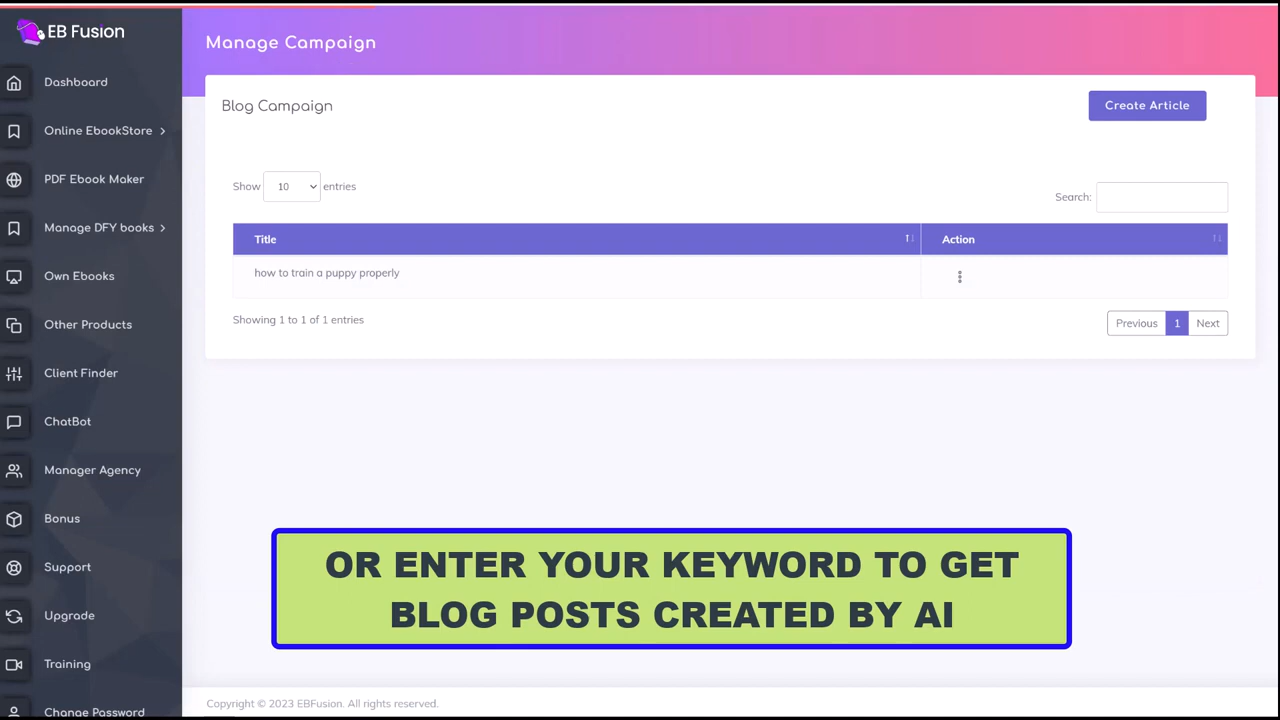 EB Fusion
Manage Campaign
Dashboard
Online EbookStore
PDF Ebook Maker
Manage DFY books
Own Ebooks
Other Products
Client Finder
ChatBot
Manager Agency
Bonus
Support
Upgrade
Training
Change Password
Blog Campaign
Create Article
Show 10 entries
Search:
Title Action
how to train a puppy properly
Showing 1 to 1 of 1 entries
Previous 1 Next
OR ENTER YOUR KEYWORD TO GET
BLOG POSTS CREATED BY AI
Copyright © 2023 EBFusion. All rights reserved.